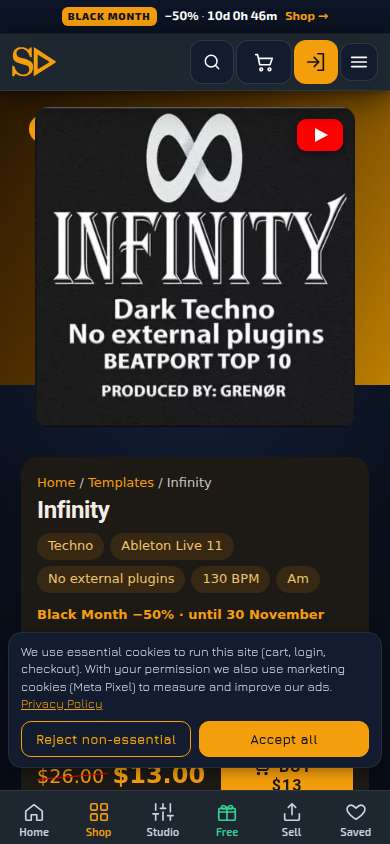 BLACK MONTH −50% · 10d 0h 46m Shop →
INFINITY
Dark Techno
No external plugins
BEATPORT TOP 10
PRODUCED BY: GRENØR
Home / Templates / Infinity
Infinity
Techno Ableton Live 11
No external plugins 130 BPM Am
Black Month −50% · until 30 November
We use essential cookies to run this site (cart, login,
checkout). With your permission we also use marketing
cookies (Meta Pixel) to measure and improve our ads.
Privacy Policy
Reject non-essential Accept all
$26.00 $13.00 BUY
$13
Home Shop Studio Free Sell Saved